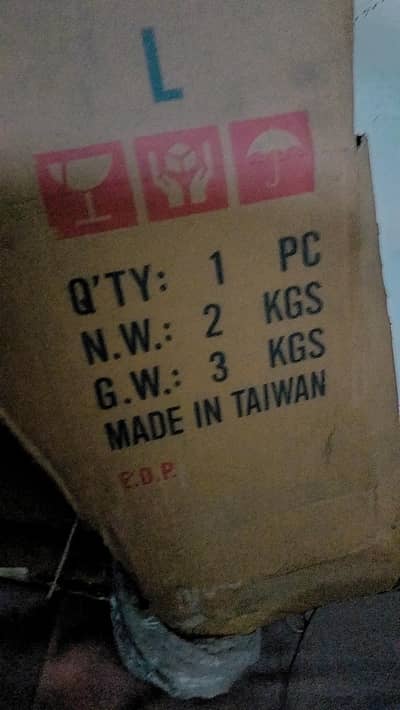 L
Q'TY: 1 PC
N.W.: 2 KGS
G.W.: 3 KGS
MADE IN TAIWAN
E.D.P.